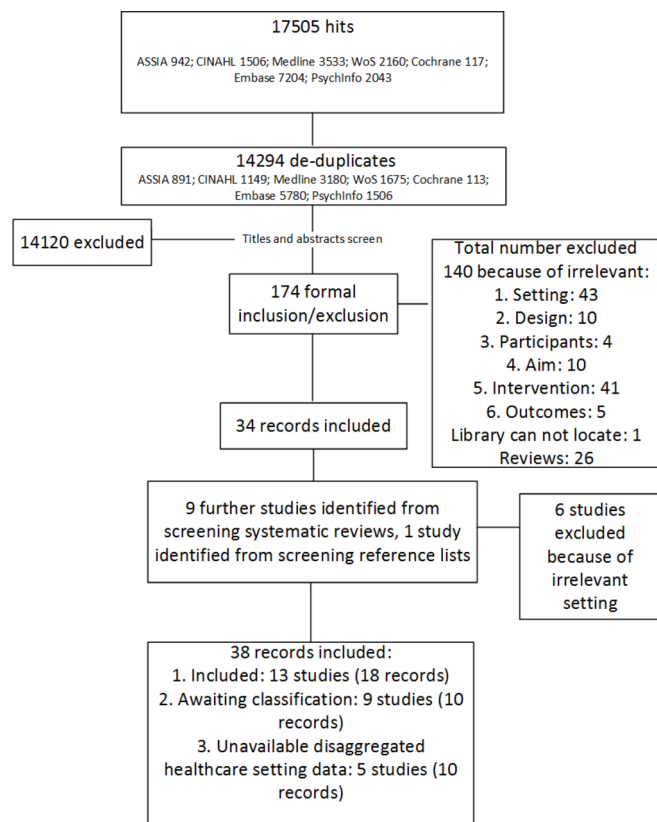 17505 hits
ASSIA 942; CINAHL 1506; Medline 3533; WoS 2160; Cochrane 117;
Embase 7204; PsychInfo 2043
14294 de-duplicates
ASSIA 891; CINAHL 1149; Medline 3180; WoS 1675; Cochrane 113;
Embase 5780; PsychInfo 1506
14120 excluded
Titles and abstracts screen
174 formal
inclusion/exclusion
Total number excluded
140 because of irrelevant:
1. Setting: 43
2. Design: 10
3. Participants: 4
4. Aim: 10
5. Intervention: 41
6. Outcomes: 5
Library can not locate: 1
Reviews: 26
34 records included
9 further studies identified from
screening systematic reviews, 1 study
identified from screening reference lists
6 studies
excluded
because of
irrelevant
setting
38 records included:
1. Included: 13 studies (18 records)
2. Awaiting classification: 9 studies (10
records)
3. Unavailable disaggregated
healthcare setting data: 5 studies (10
records)